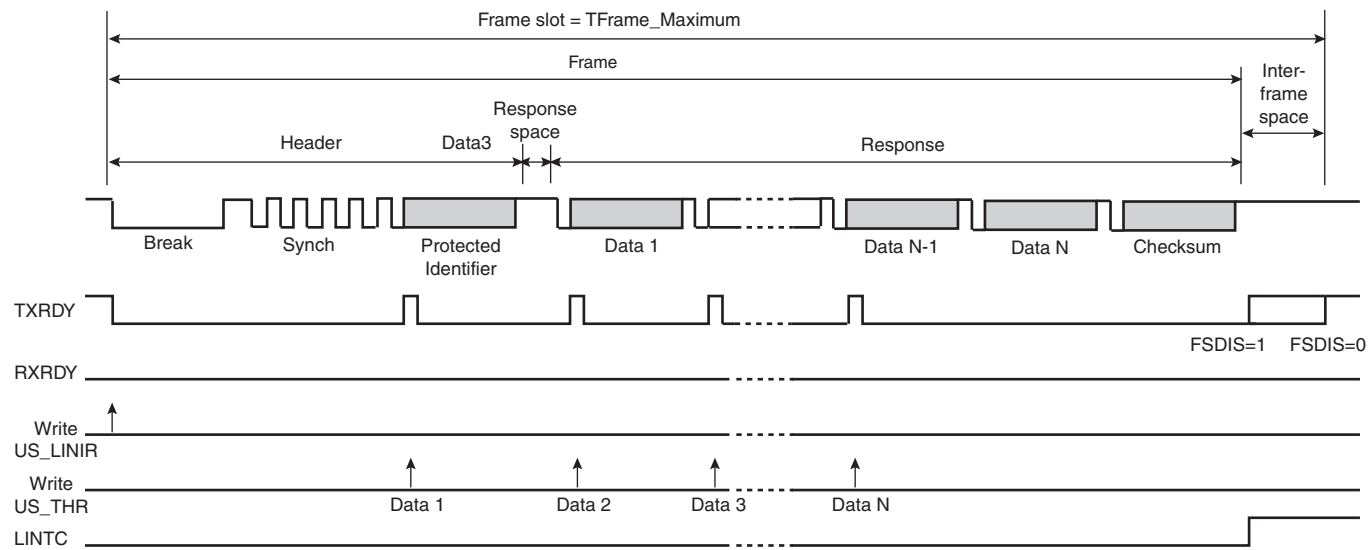 Frame slot = TFrame_Maximum
Frame
Inter-
frame
space
Response
space
Header
Data3
Response
Break
Synch
Protected
Identifier
Data 1
Data N-1
Data N
Checksum
TXRDY
FSDIS=1
FSDIS=0
RXRDY
Write
US_LINIR
Write
US_THR
Data 1
Data 2
Data 3
Data N
LINTC